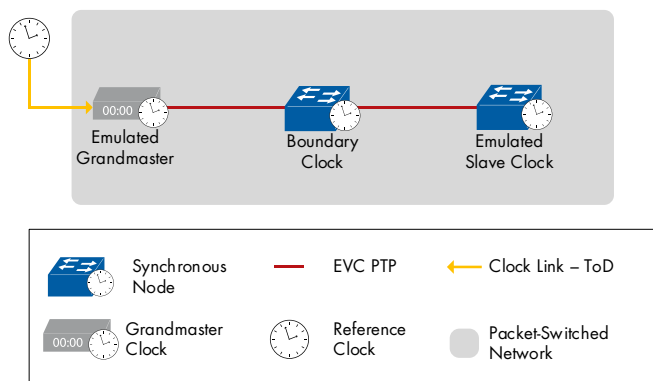 00:00
Emulated
Grandmaster
Boundary
Clock
Emulated
Slave Clock
Synchronous
Node
EVC PTP
Clock Link – ToD
00:00
Grandmaster
Clock
Reference
Clock
Packet-Switched
Network